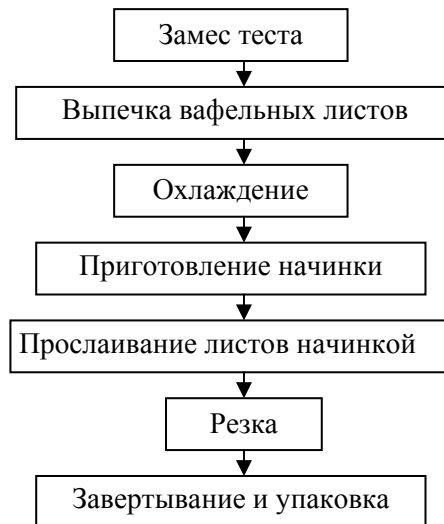 Замес теста
Выпечка вафельных листов
Охлаждение
Приготовление начинки
Прослаивание листов начинкой
Резка
Завертывание и упаковка